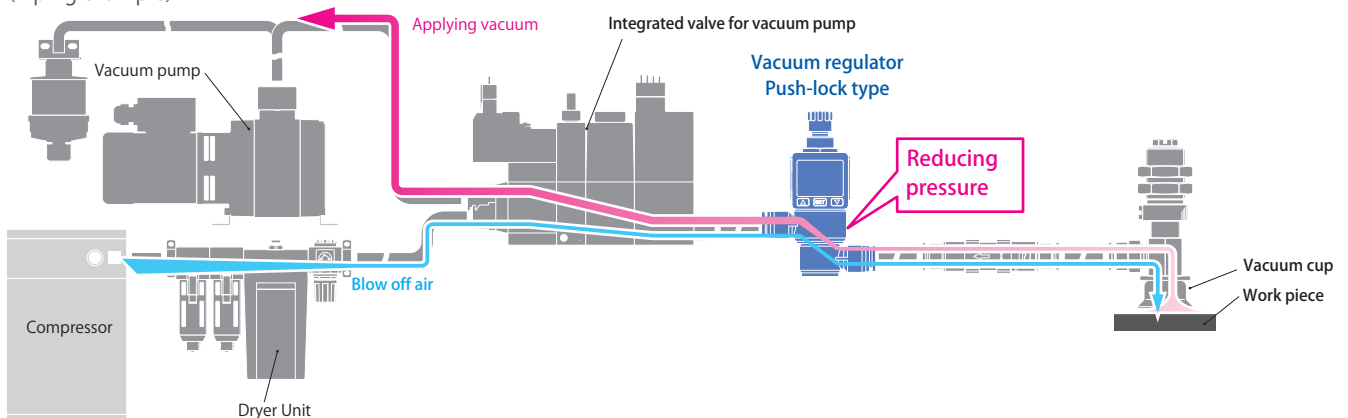 Applying vacuum
Integrated valve for vacuum pump
Vacuum pump
Vacuum regulator
Push-lock type
Reducing
pressure
Blow off air
Vacuum cup
Work piece
Compressor
Dryer Unit